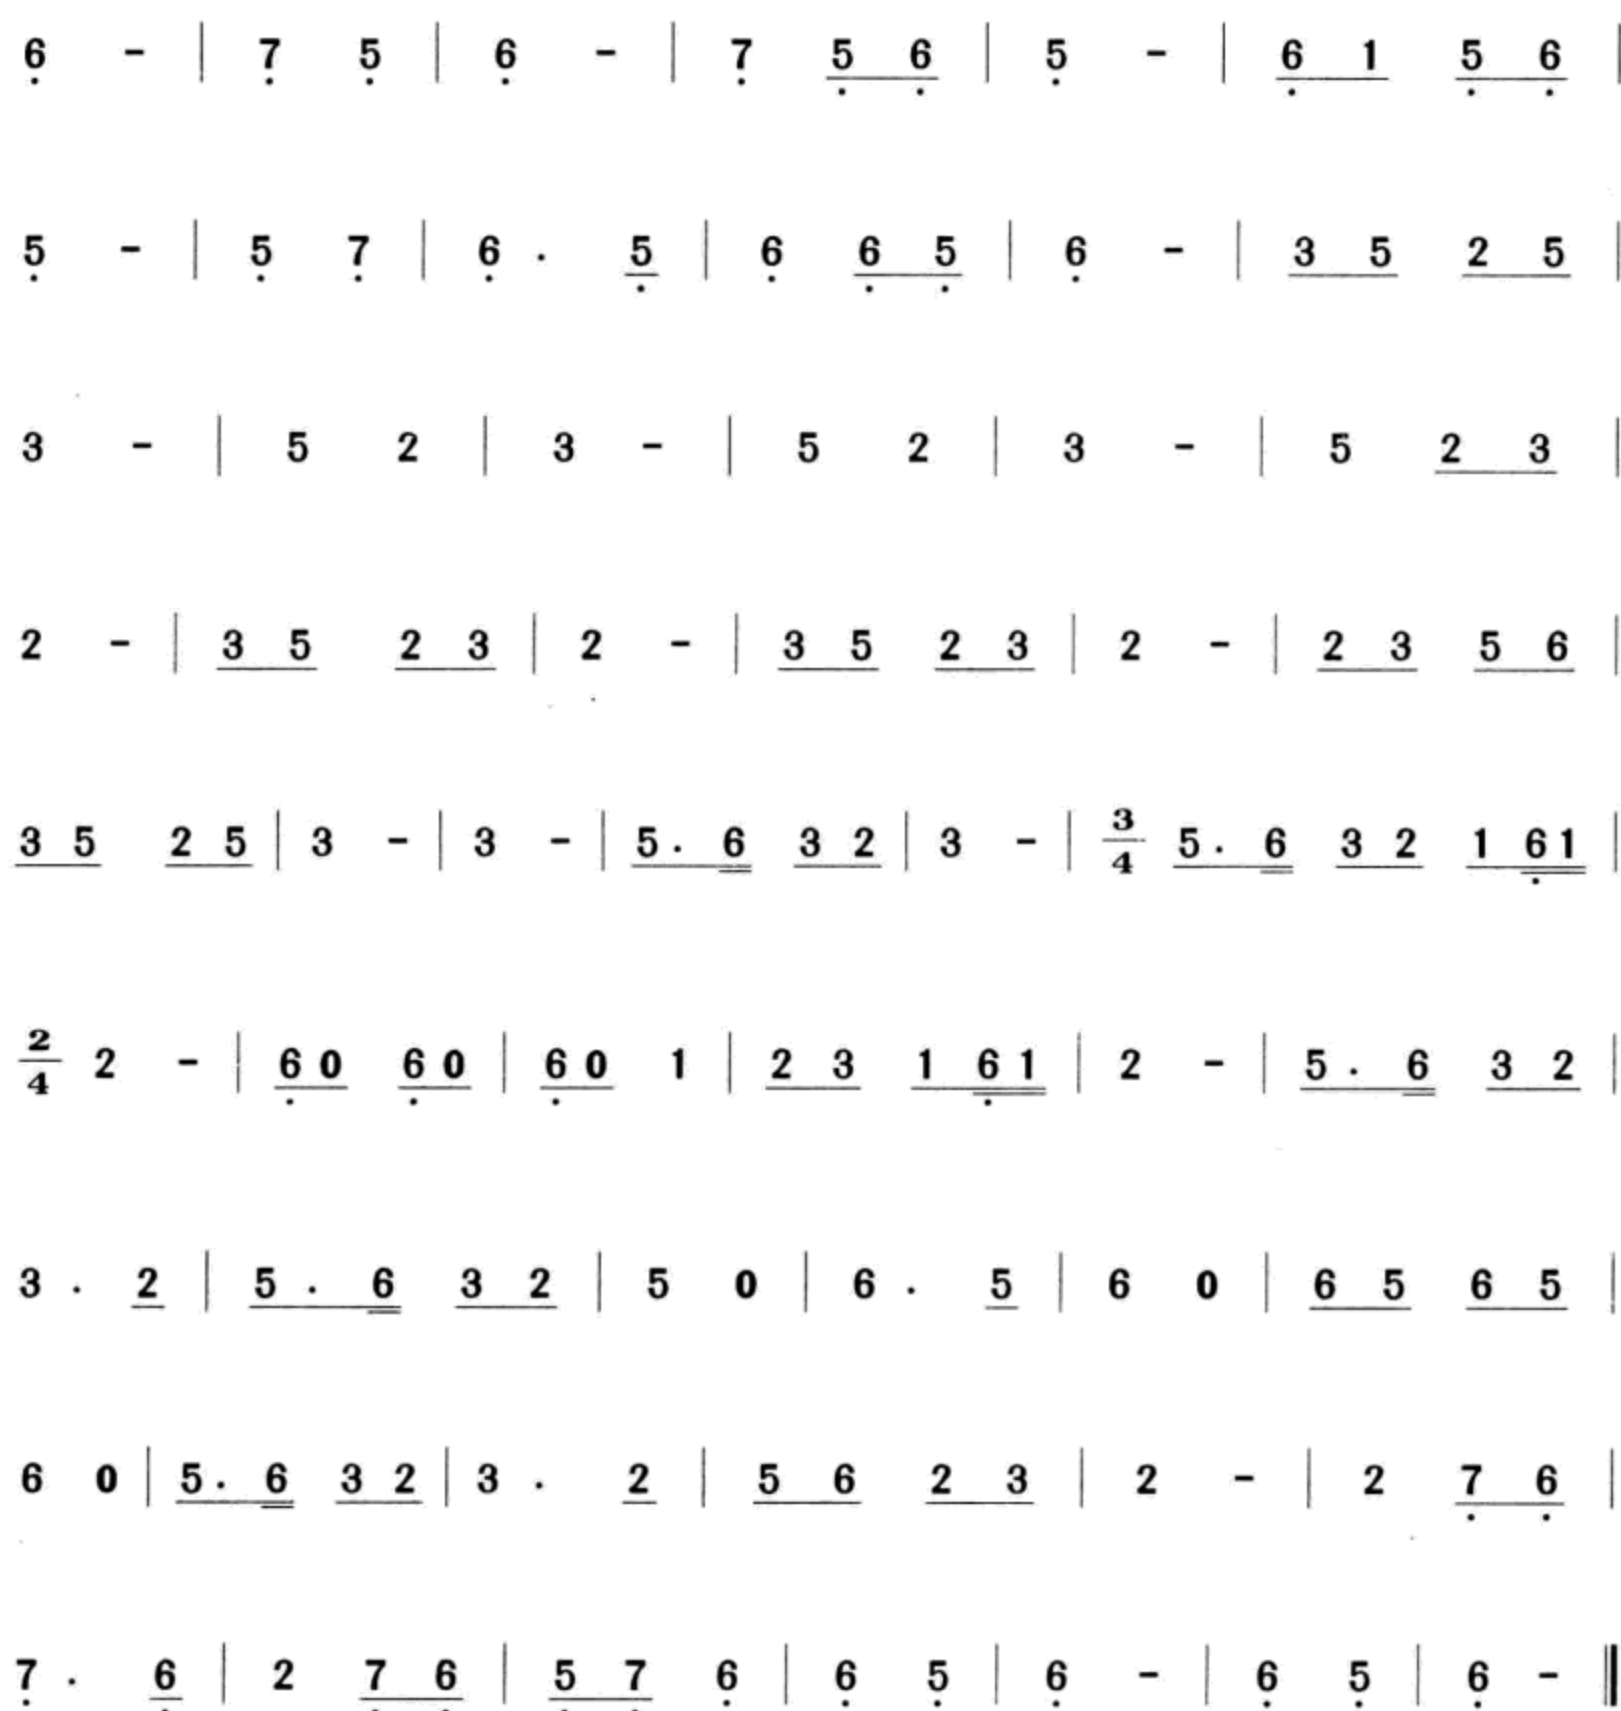 6̣ - | 7̣ 5̣ | 6̣ - | 7̣ 5̣ 6̣ | 5̣ - | 6̣ 1 5̣ 6̣ |
5̣ - | 5̣ 7̣ | 6̣ . 5̣ | 6̣ 6̣ 5̣ | 6̣ - | 3 5 2 5 |
3 - | 5 2 | 3 - | 5 2 | 3 - | 5 2 3 |
2 - | 3 5 2 3 | 2 - | 3 5 2 3 | 2 - | 2 3 5 6 |
3 5 2 5 | 3 - | 3 - | 5 . 6 3 2 | 3 - | 3/4 5 . 6 3 2 1 6̣ 1 |
2/4 2 - | 6̣ 0 6̣ 0 | 6̣ 0 1 | 2 3 1 6̣ 1 | 2 - | 5 . 6 3 2 |
3 . 2 | 5 . 6 3 2 | 5 0 | 6 . 5 | 6 0 | 6 5 6 5 |
6 0 | 5 . 6 3 2 | 3 . 2 | 5 6 2 3 | 2 - | 2 7̣ 6̣ |
7̣ . 6̣ | 2 7̣ 6̣ | 5̣ 7̣ 6̣ | 6̣ 5̣ | 6̣ - | 6̣ 5̣ | 6̣ - ‖